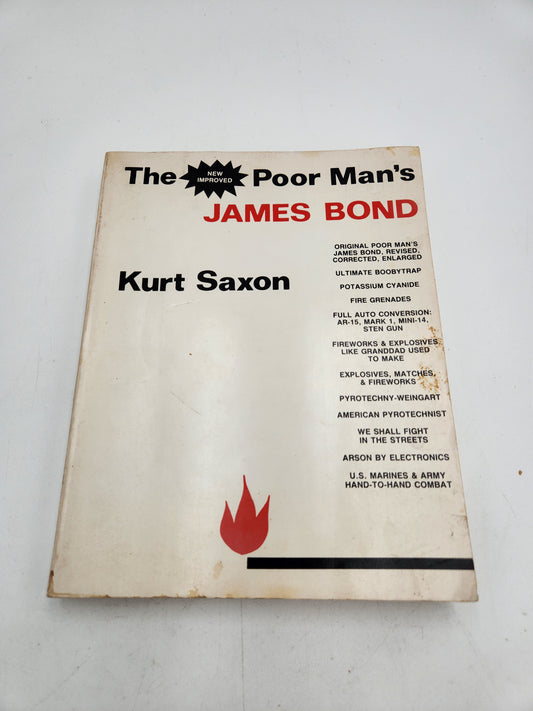 The NEW IMPROVED Poor Man's
JAMES BOND
Kurt Saxon
ORIGINAL POOR MAN'S
JAMES BOND, REVISED,
CORRECTED, ENLARGED
ULTIMATE BOOBYTRAP
POTASSIUM CYANIDE
FIRE GRENADES
FULL AUTO CONVERSION:
AR-15, MARK 1, MINI-14,
STEN GUN
FIREWORKS & EXPLOSIVES
LIKE GRANDDAD USED
TO MAKE
EXPLOSIVES, MATCHES,
& FIREWORKS
PYROTECHNY-WEINGART
AMERICAN PYROTECHNIST
WE SHALL FIGHT
IN THE STREETS
ARSON BY ELECTRONICS
U.S. MARINES & ARMY
HAND-TO-HAND COMBAT